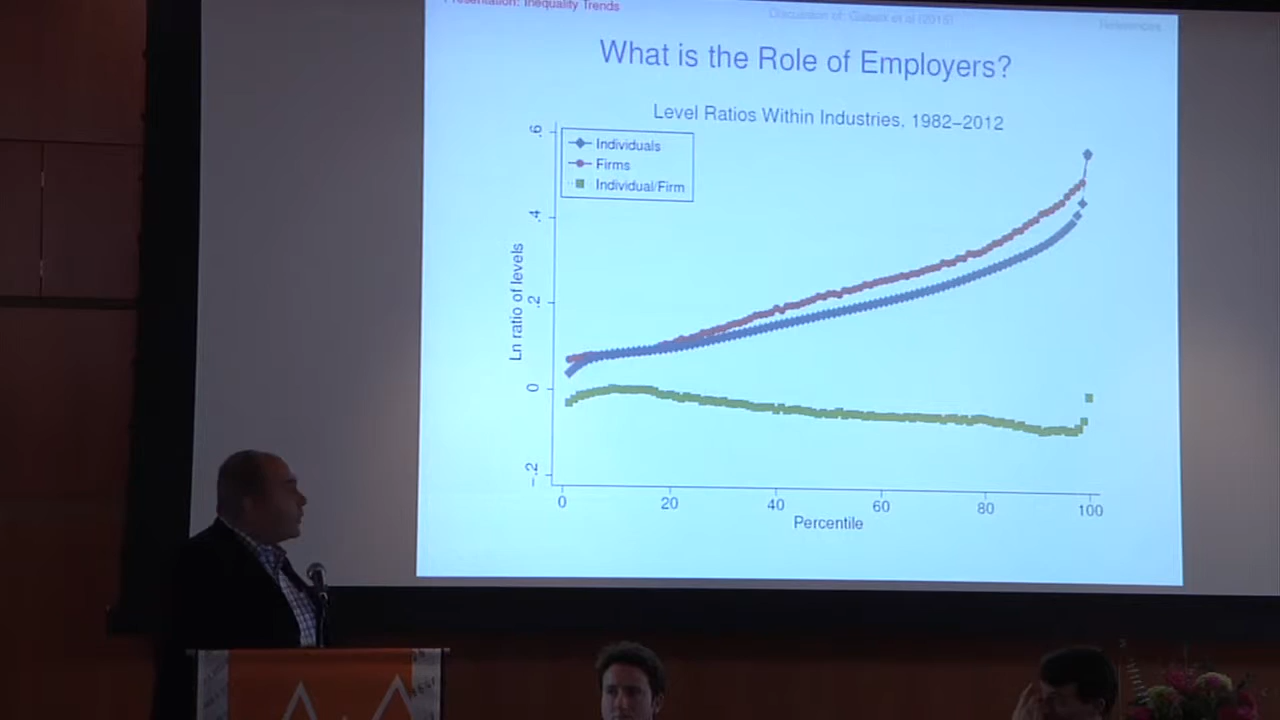 Presentation: Inequality Trends
Discussion of: Guison et al (2015)
References
What is the Role of Employers?
Level Ratios Within Industries, 1982–2012
Individuals
Firms
Individual/Firm
Ln ratio of levels
.6
.4
.2
0
-.2
0 20 40 60 80 100
Percentile